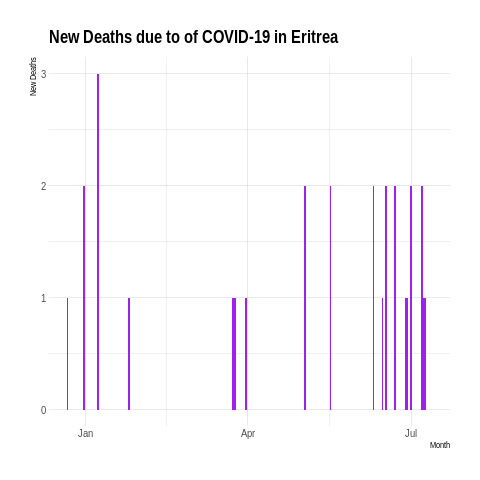 New Deaths due to of COVID-19 in Eritrea
New Deaths
3
2
1
0
Jan Apr Jul
Month